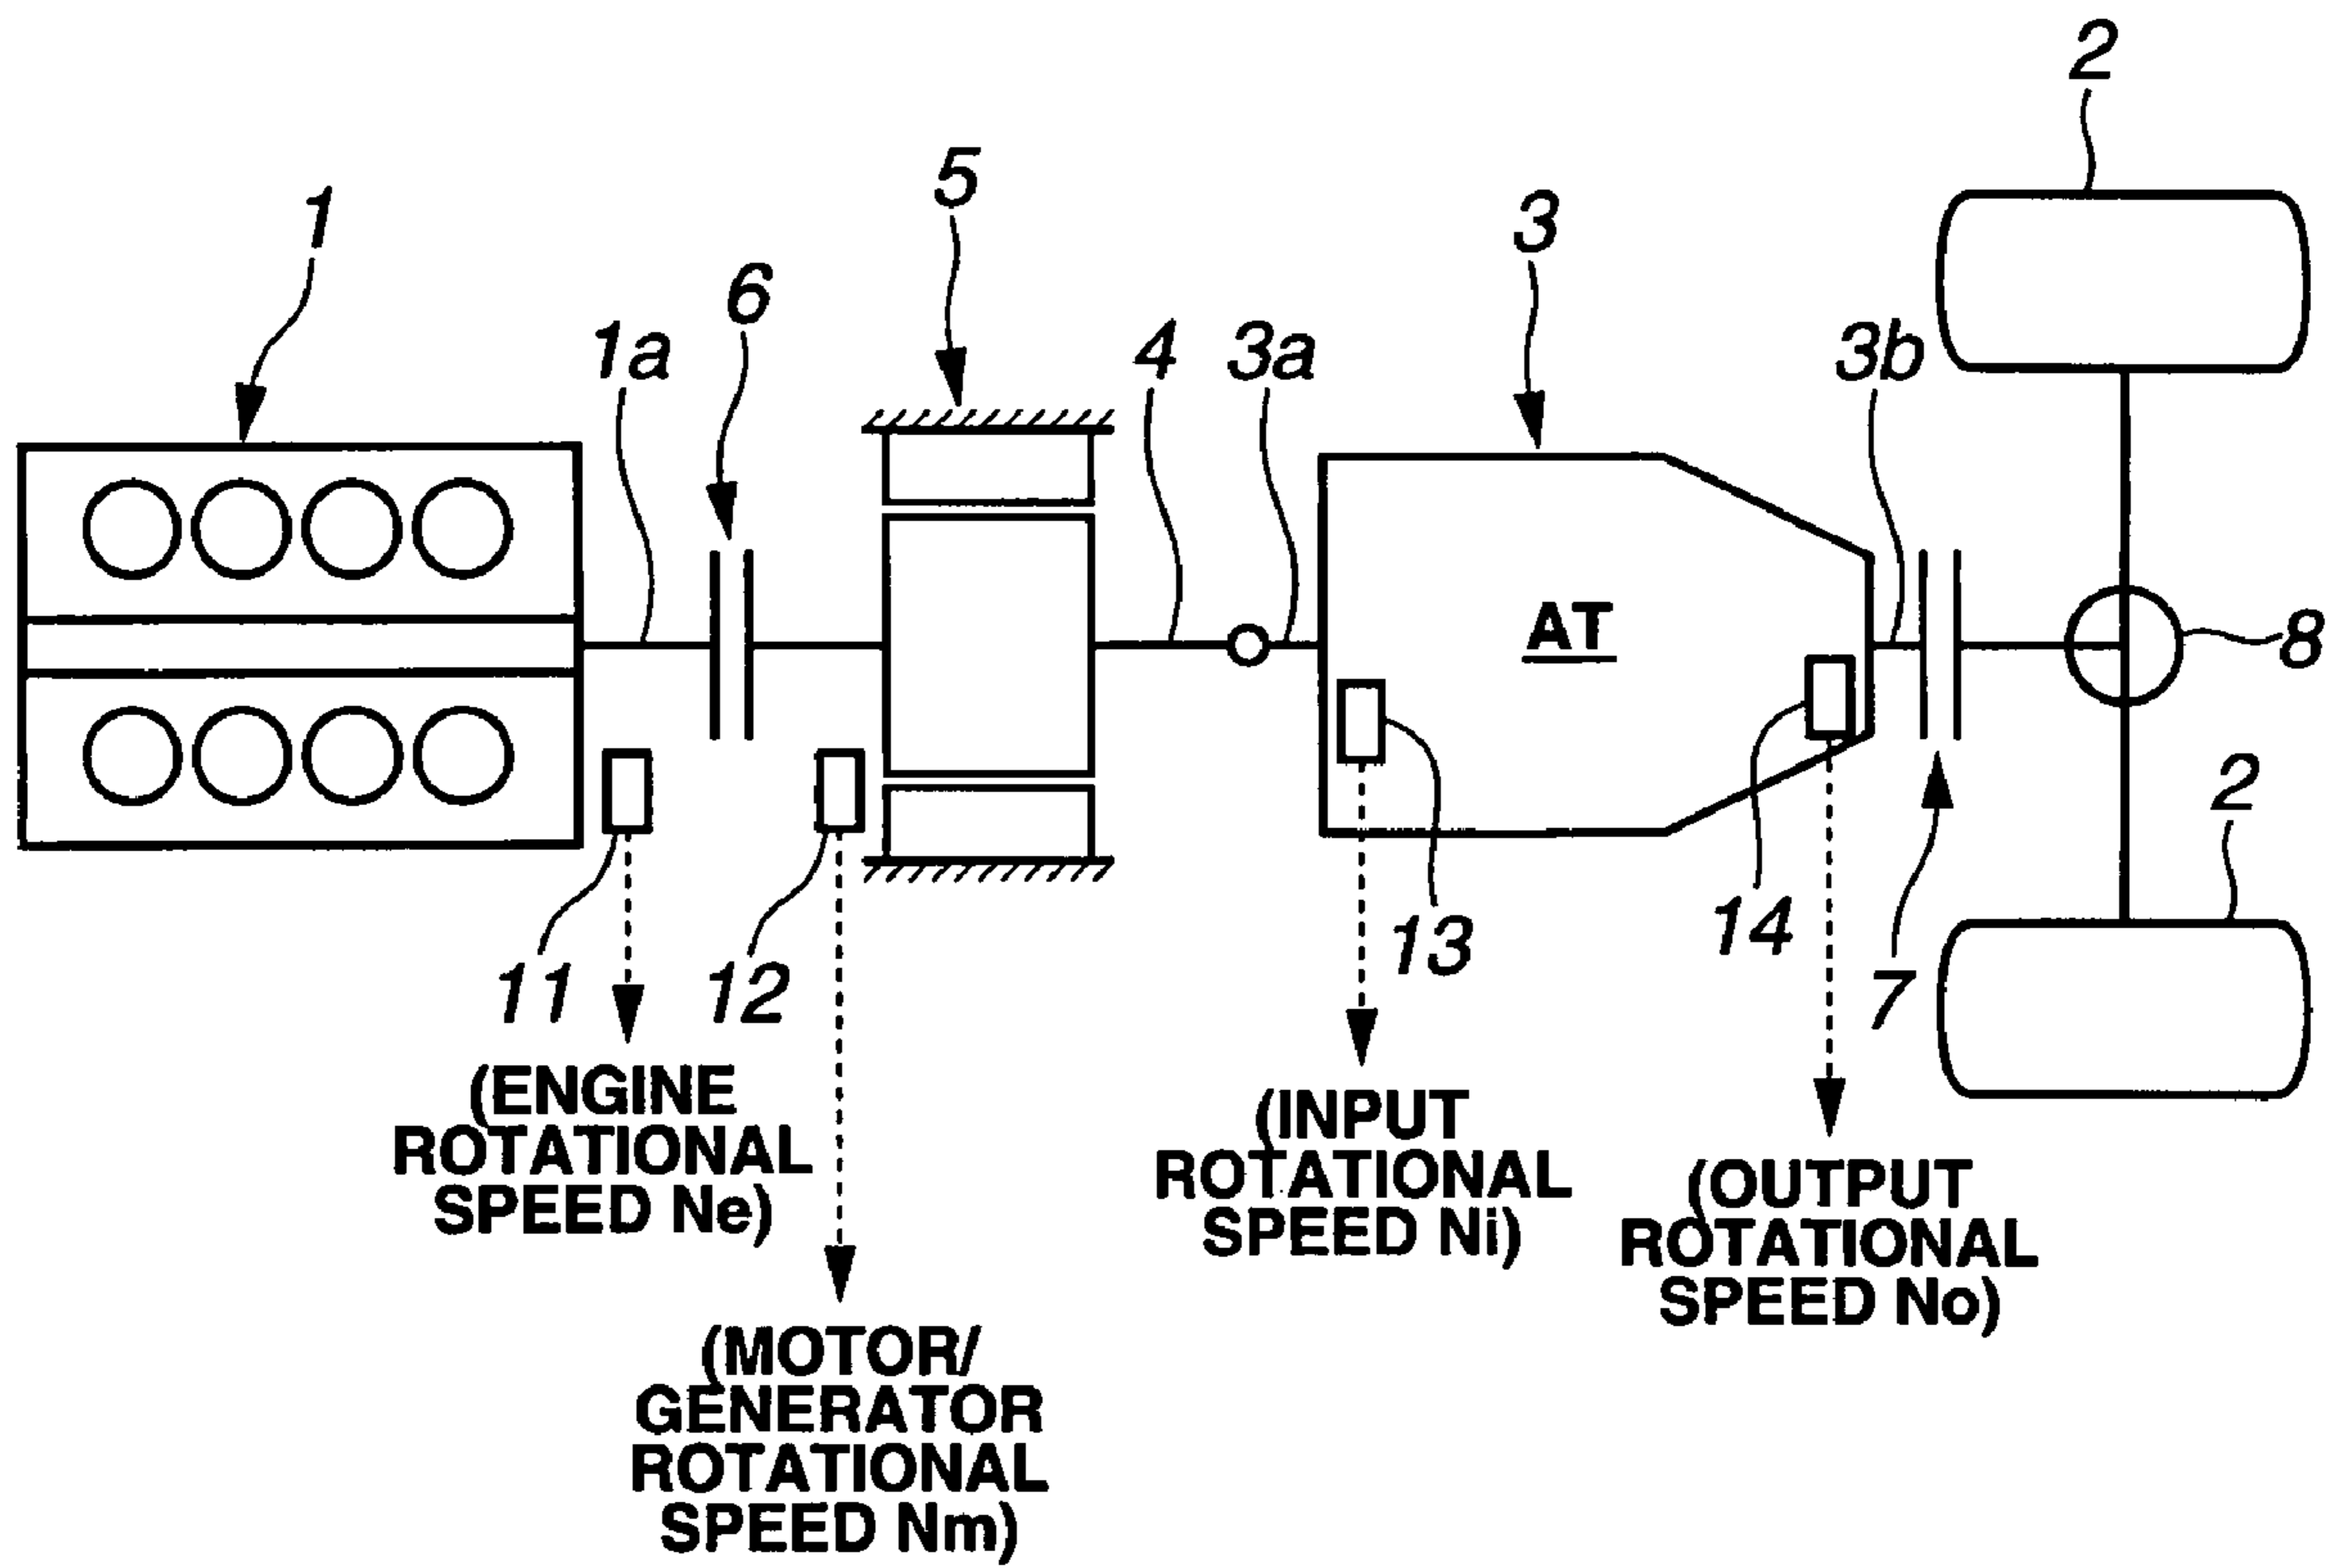 2
5
1
3
6
1a
4
3a
3b
AT
8
2
11
12
13
14
7
(ENGINE
ROTATIONAL
SPEED Ne)
(INPUT
ROTATIONAL
SPEED Ni)
(OUTPUT
ROTATIONAL
SPEED No)
(MOTOR/
GENERATOR
ROTATIONAL
SPEED Nm)